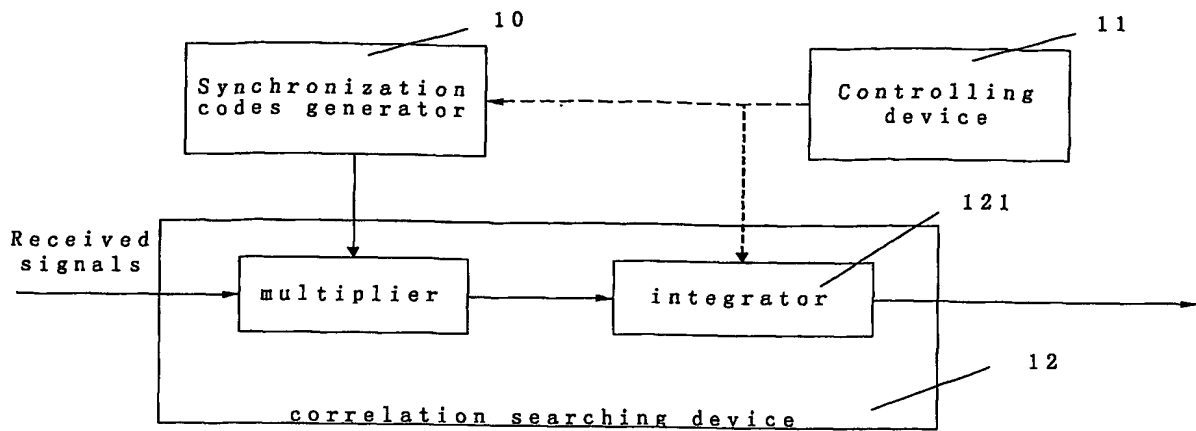 10
11
Synchronization
codes generator
Controlling
device
121
Received
signals
multiplier
integrator
12
correlation searching device